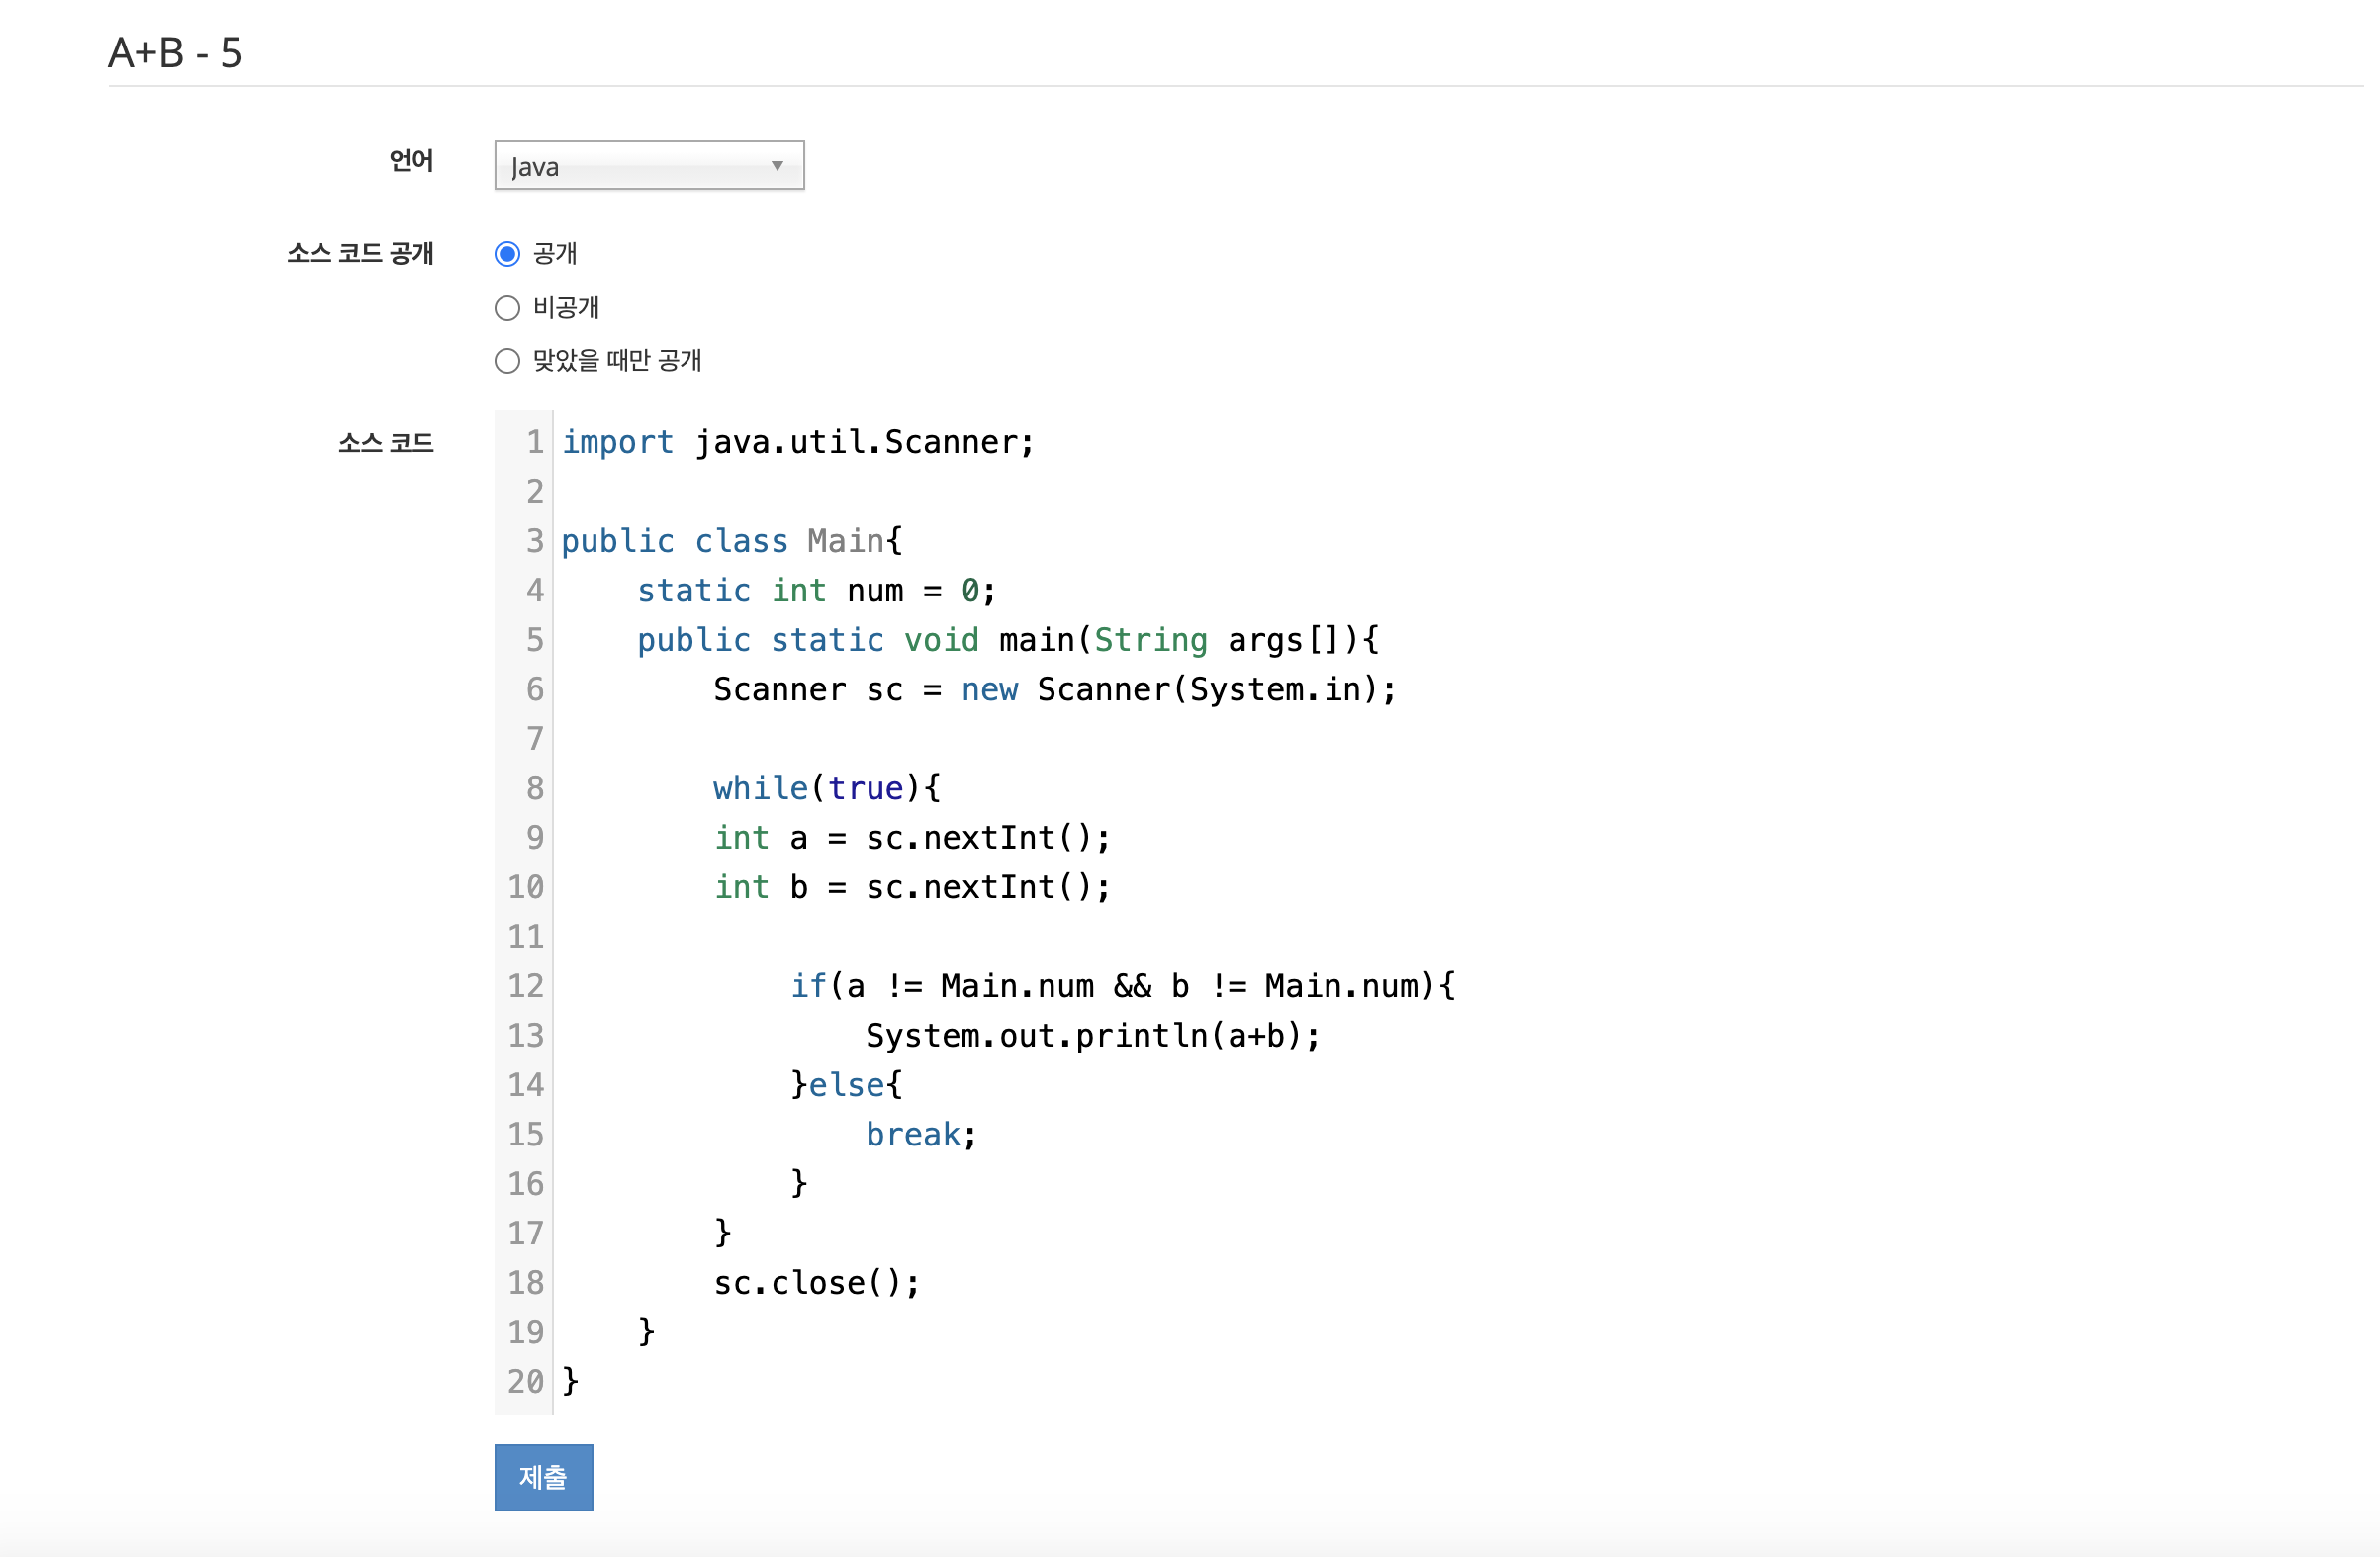 A+B - 5
언어
Java
소스 코드 공개
공개
비공개
맞았을 때만 공개
소스 코드
1 import java.util.Scanner;
2
3 public class Main{
4     static int num = 0;
5     public static void main(String args[]){
6         Scanner sc = new Scanner(System.in);
7
8         while(true){
9         int a = sc.nextInt();
10         int b = sc.nextInt();
11
12             if(a != Main.num && b != Main.num){
13                 System.out.println(a+b);
14             }else{
15                 break;
16             }
17         }
18         sc.close();
19     }
20 }
제출